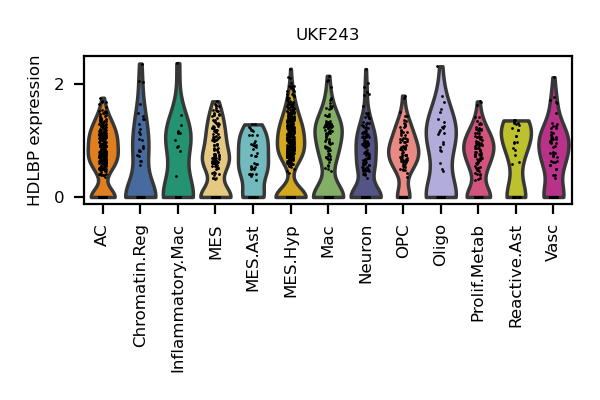 UKF243
HDLBP expression
2
0
AC
Chromatin.Reg
Inflammatory.Mac
MES
MES.Ast
MES.Hyp
Mac
Neuron
OPC
Oligo
Prolif.Metab
Reactive.Ast
Vasc